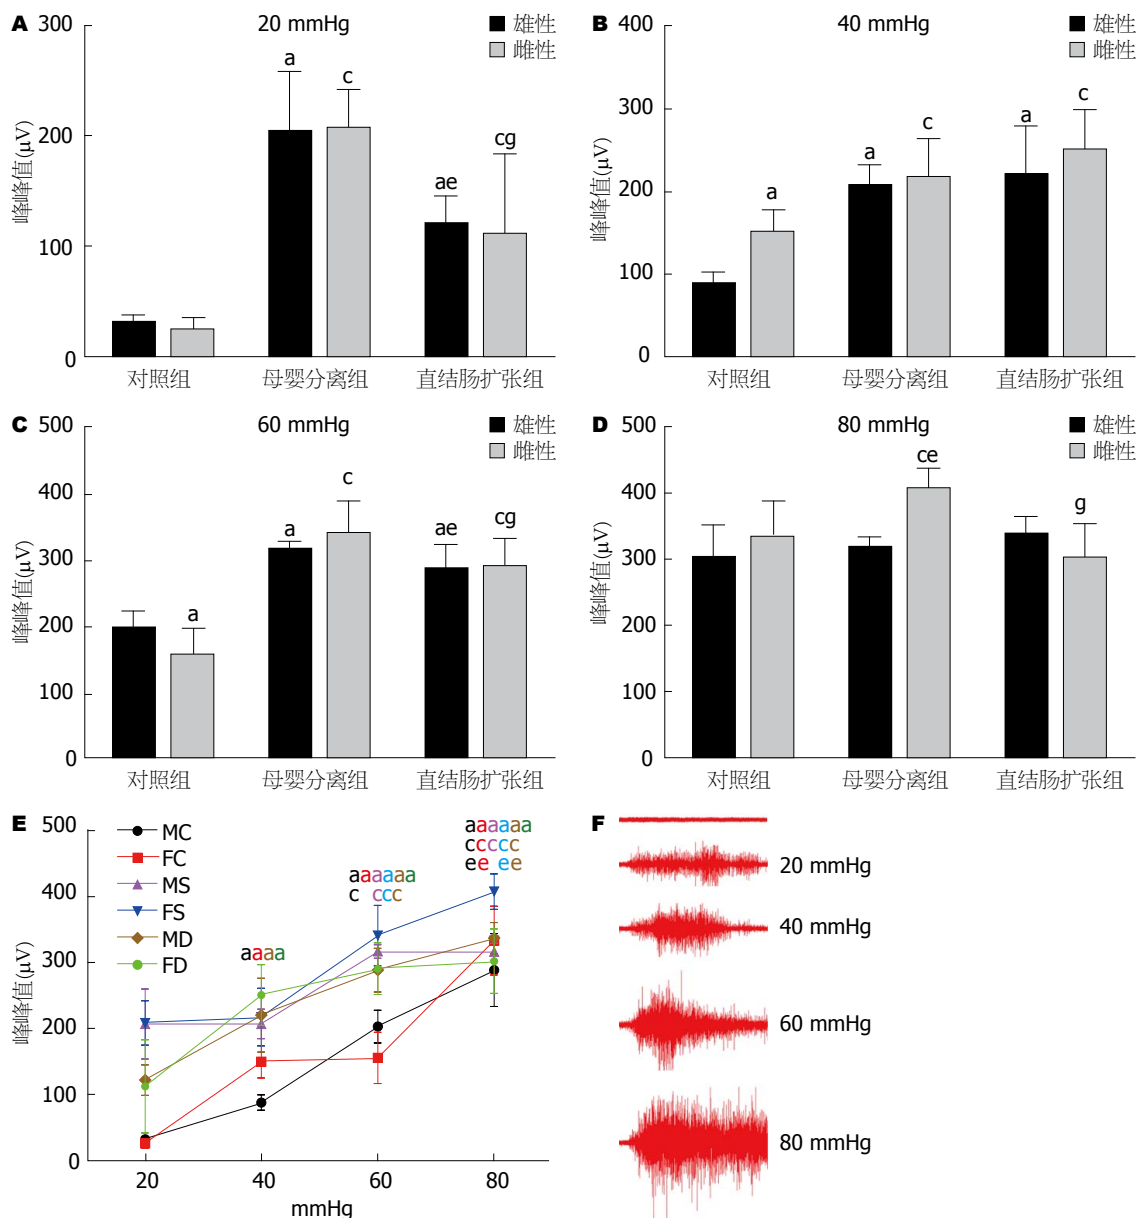 A 20 mmHg
雄性
雌性
峰峰值(μV)
300
200
100
0
a
c
ae
cg
对照组 母婴分离组 直结肠扩张组
B 40 mmHg
雄性
雌性
峰峰值(μV)
400
300
200
100
0
a
a
c
a
c
对照组 母婴分离组 直结肠扩张组
C 60 mmHg
雄性
雌性
峰峰值(μV)
500
400
300
200
100
0
a
a
c
ae
cg
对照组 母婴分离组 直结肠扩张组
D 80 mmHg
雄性
雌性
峰峰值(μV)
500
400
300
200
100
0
ce
g
对照组 母婴分离组 直结肠扩张组
E
MC
FC
MS
FS
MD
FD
峰峰值(μV)
500
400
300
200
100
0
aaaa
aaaaaa
c ccc
aaaaaa
ccccc
ee ee
20 40 60 80
mmHg
F
20 mmHg
40 mmHg
60 mmHg
80 mmHg